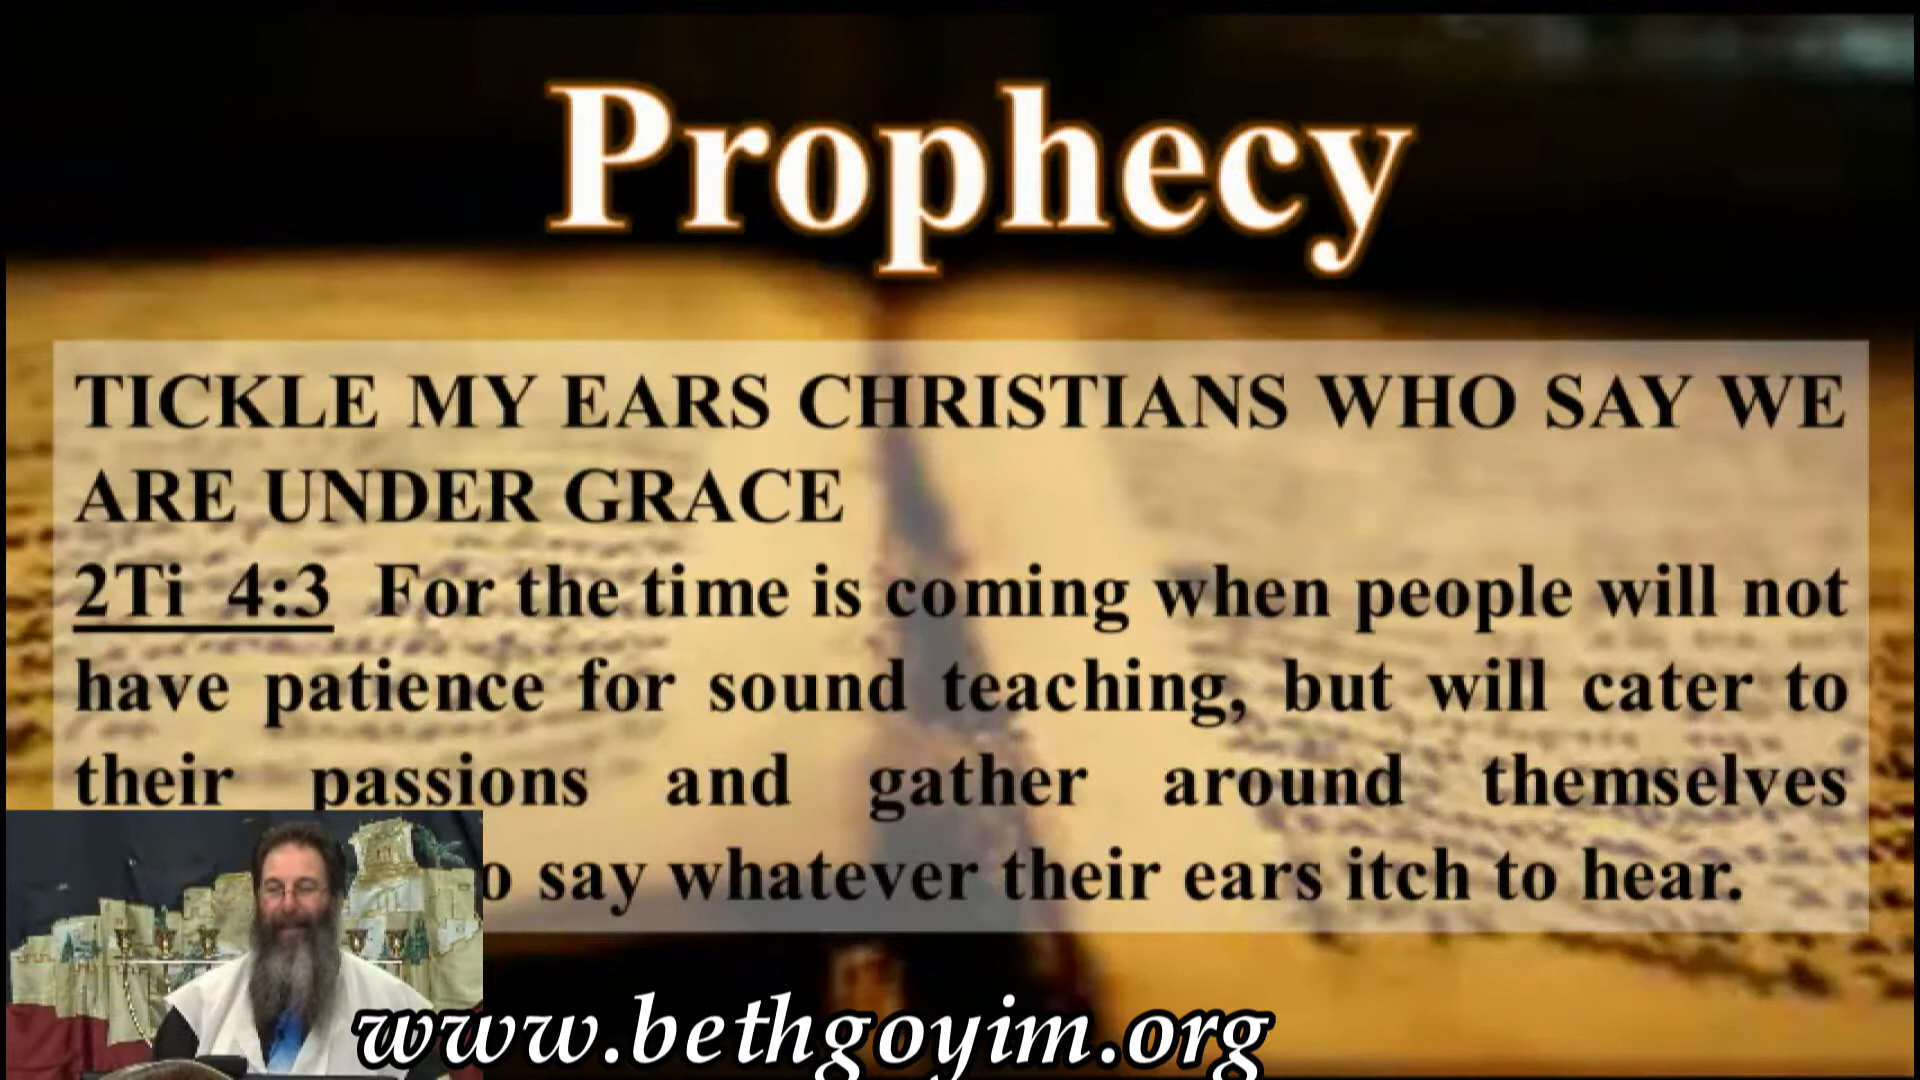 Prophecy
TICKLE MY EARS CHRISTIANS WHO SAY WE
ARE UNDER GRACE
2Ti 4:3 For the time is coming when people will not
have patience for sound teaching, but will cater to
their passions and gather around themselves
say whatever their ears itch to hear.
www.bethgoyim.org